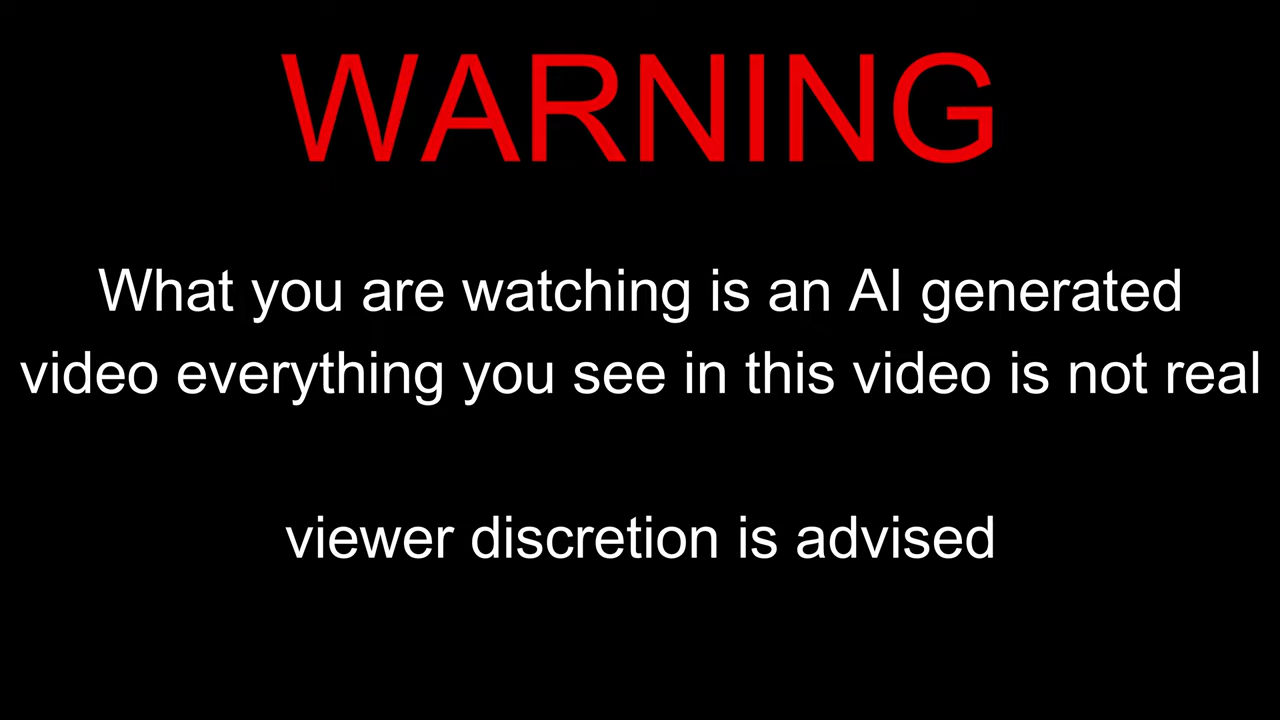 WARNING
What you are watching is an AI generated
video everything you see in this video is not real
viewer discretion is advised